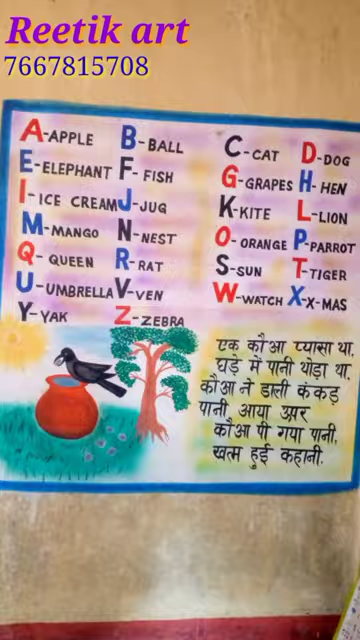 Reetik art
7667815708
A-APPLE B-BALL C-CAT D-DOG
E-ELEPHANT F-FISH G-GRAPES H-HEN
I-ICE CREAM J-JUG K-KITE L-LION
M-MANGO N-NEST O-ORANGE P-PARROT
Q-QUEEN R-RAT S-SUN T-TIGER
U-UMBRELLA V-VEN W-WATCH X-X-MAS
Y-YAK Z-ZEBRA
एक कौआ प्यासा था.
घड़े में पानी थोड़ा था.
कौआ ने डाली कंकड़
पानी, आया उपर
कौआ पी गया पानी,
खत्म हुई कहानी.